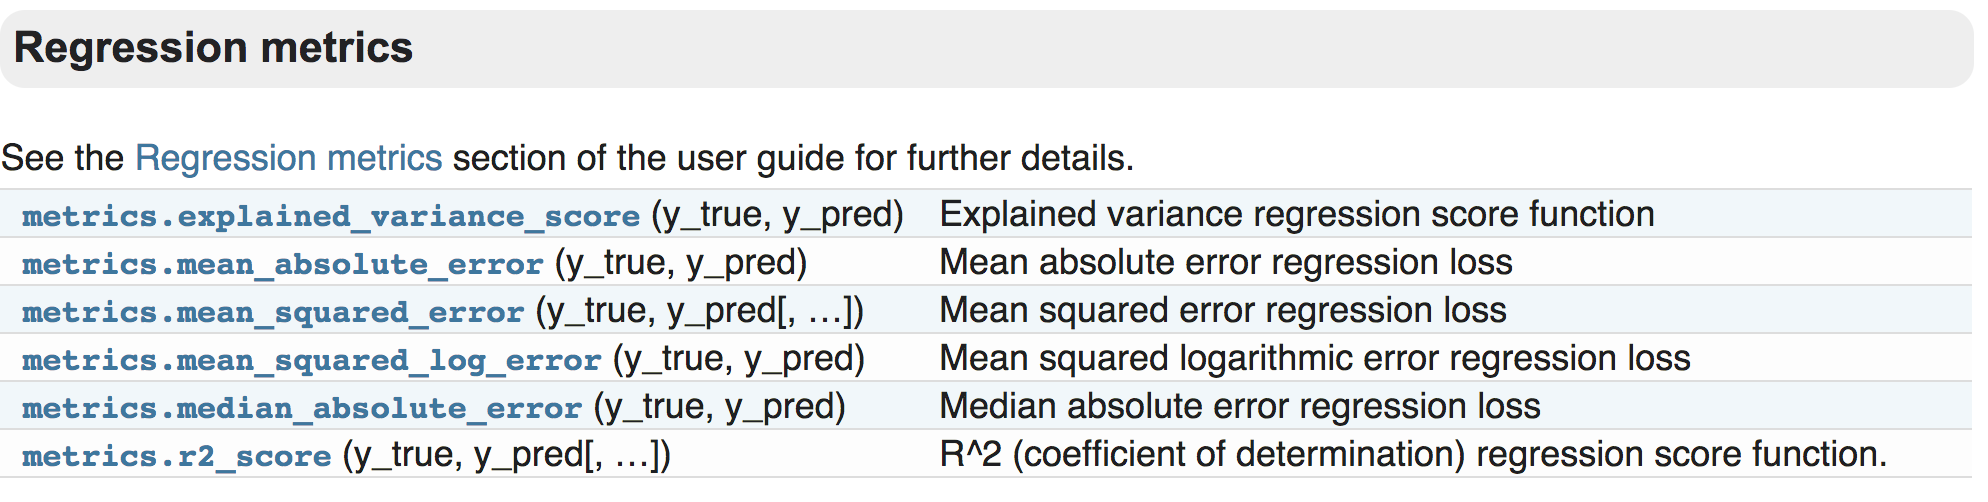 Regression metrics
See the Regression metrics section of the user guide for further details.
metrics.explained_variance_score (y_true, y_pred) Explained variance regression score function
metrics.mean_absolute_error (y_true, y_pred) Mean absolute error regression loss
metrics.mean_squared_error (y_true, y_pred[, …]) Mean squared error regression loss
metrics.mean_squared_log_error (y_true, y_pred) Mean squared logarithmic error regression loss
metrics.median_absolute_error (y_true, y_pred) Median absolute error regression loss
metrics.r2_score (y_true, y_pred[, …]) R^2 (coefficient of determination) regression score function.